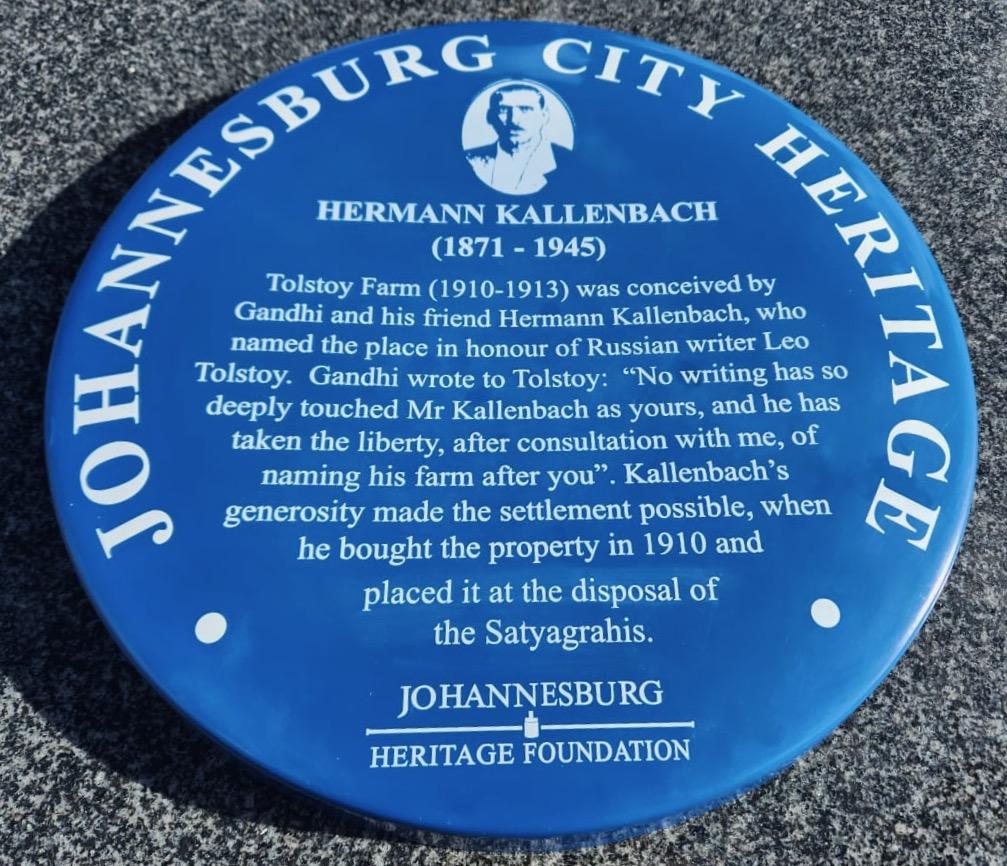 JOHANNESBURG CITY HERITAGE
HERMANN KALLENBACH
(1871 - 1945)
Tolstoy Farm (1910-1913) was conceived by
Gandhi and his friend Hermann Kallenbach, who
named the place in honour of Russian writer Leo
Tolstoy. Gandhi wrote to Tolstoy: “No writing has so
deeply touched Mr Kallenbach as yours, and he has
taken the liberty, after consultation with me, of
naming his farm after you”. Kallenbach’s
generosity made the settlement possible, when
he bought the property in 1910 and
placed it at the disposal of
the Satyagrahis.
JOHANNESBURG
HERITAGE FOUNDATION